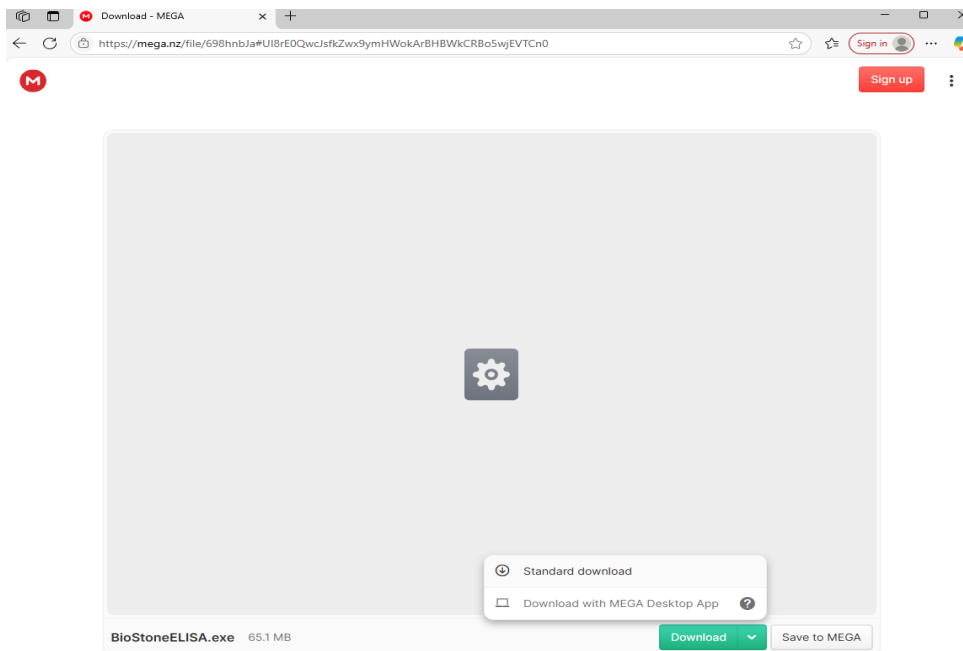 Download - MEGA
https://mega.nz/file/698hnbJa#UI8rE0QwcJsfkZwx9ymHWokArBHBWkCRBo5wjEVTCn0
Sign in
M
Sign up
Standard download
Download with MEGA Desktop App ?
BioStoneELISA.exe 65.1 MB
Download
Save to MEGA